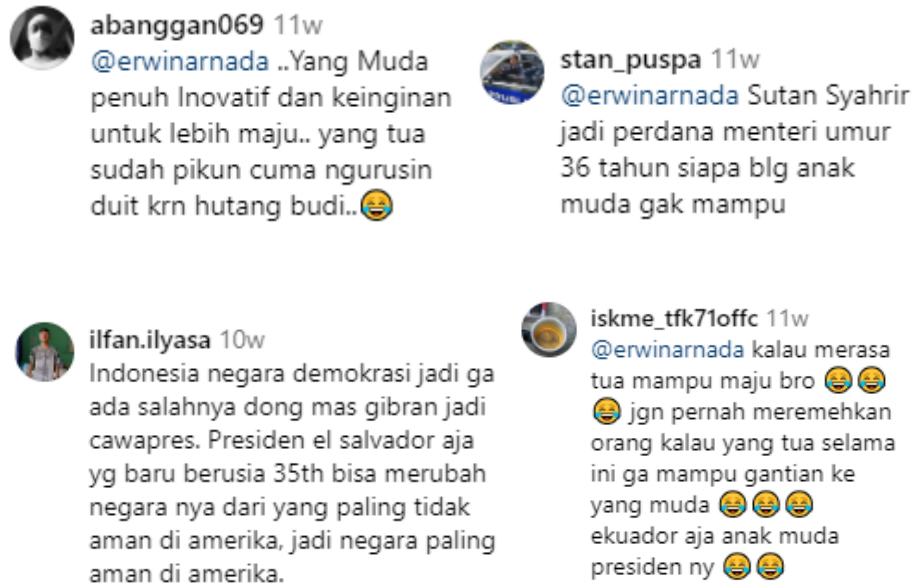 abanggan069 11w
@erwinarnada ..Yang Muda
penuh Inovatif dan keinginan
untuk lebih maju.. yang tua
sudah pikun cuma ngurusin
duit krn hutang budi..😂
stan_puspa 11w
@erwinarnada Sutan Syahrir
jadi perdana menteri umur
36 tahun siapa blg anak
muda gak mampu
ilfan.ilyasa 10w
Indonesia negara demokrasi jadi ga
ada salahnya dong mas gibran jadi
cawapres. Presiden el salvador aja
yg baru berusia 35th bisa merubah
negara nya dari yang paling tidak
aman di amerika, jadi negara paling
aman di amerika.
iskme_tfk71offc 11w
@erwinarnada kalau merasa
tua mampu maju bro 😂😂
😂 jgn pernah meremehkan
orang kalau yang tua selama
ini ga mampu gantian ke
yang muda 😂😂😂
ekuador aja anak muda
presiden ny 😂😂